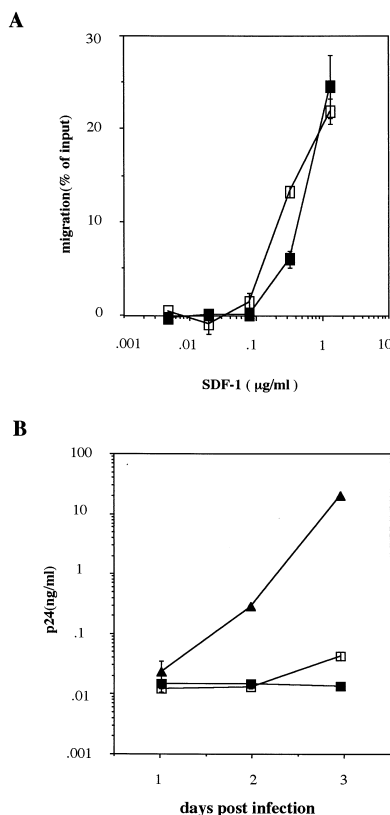 A
30
20
10
0
migration(% of input)
.001 .01 .1 1 10
SDF-1 ( µg/ml )
B
100
10
1
.1
.01
.001
p24(ng/ml)
1 2 3
days post infection